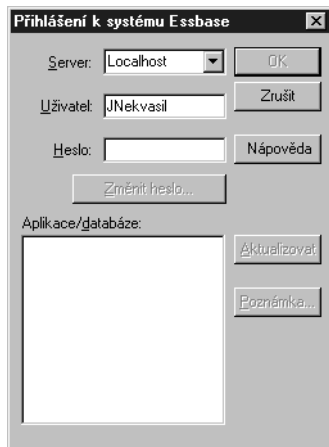 Přihlášení k systému Essbase
Server: Localhost OK
Uživatel: JNekvasil Zrušit
Heslo: Nápověda
Změnit heslo...
Aplikace/databáze:
Aktualizovat
Poznámka...